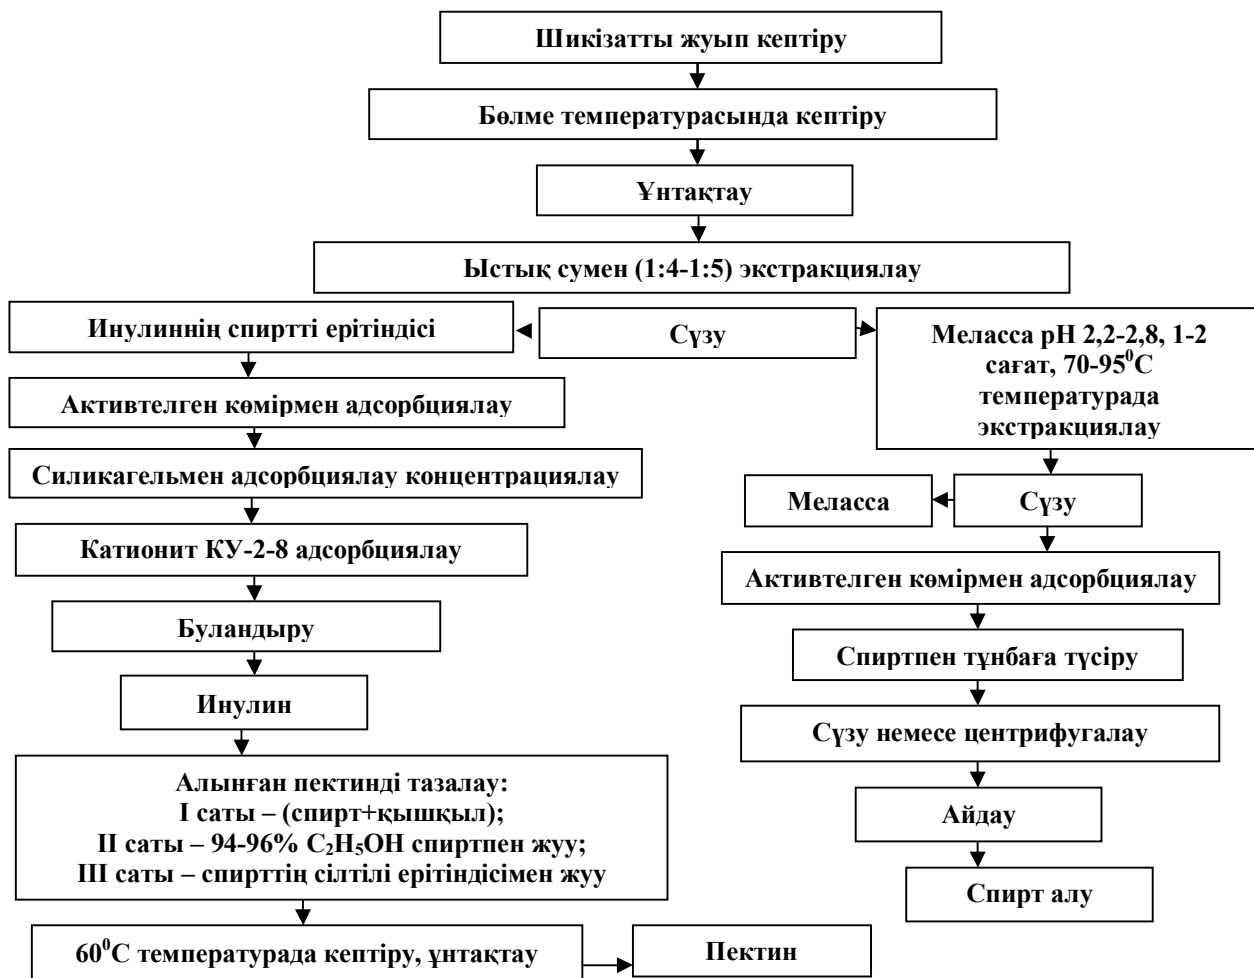 Шикізатты жуып кептіру
Бөлме температурасында кептіру
Ұнтақтау
Ыстық сумен (1:4-1:5) экстракциялау
Инулиннің спиртті ерітіндісі
Сүзу
Меласса рН 2,2-2,8, 1-2
сағат, 70-95⁰С
температурада
экстракциялау
Активтелген көмірмен адсорбциялау
Силикагельмен адсорбциялау концентрациялау
Меласса
Сүзу
Катионит КУ-2-8 адсорбциялау
Активтелген көмірмен адсорбциялау
Буландыру
Спиртпен тұнбаға түсіру
Инулин
Сүзу немесе центрифугалау
Алынған пектинді тазалау:
I саты – (спирт+қышқыл);
II саты – 94-96% C₂H₅OH спиртпен жуу;
III саты – спирттің сілтілі ерітіндісімен жуу
Айдау
Спирт алу
60⁰С температурада кептіру, ұнтақтау
Пектин